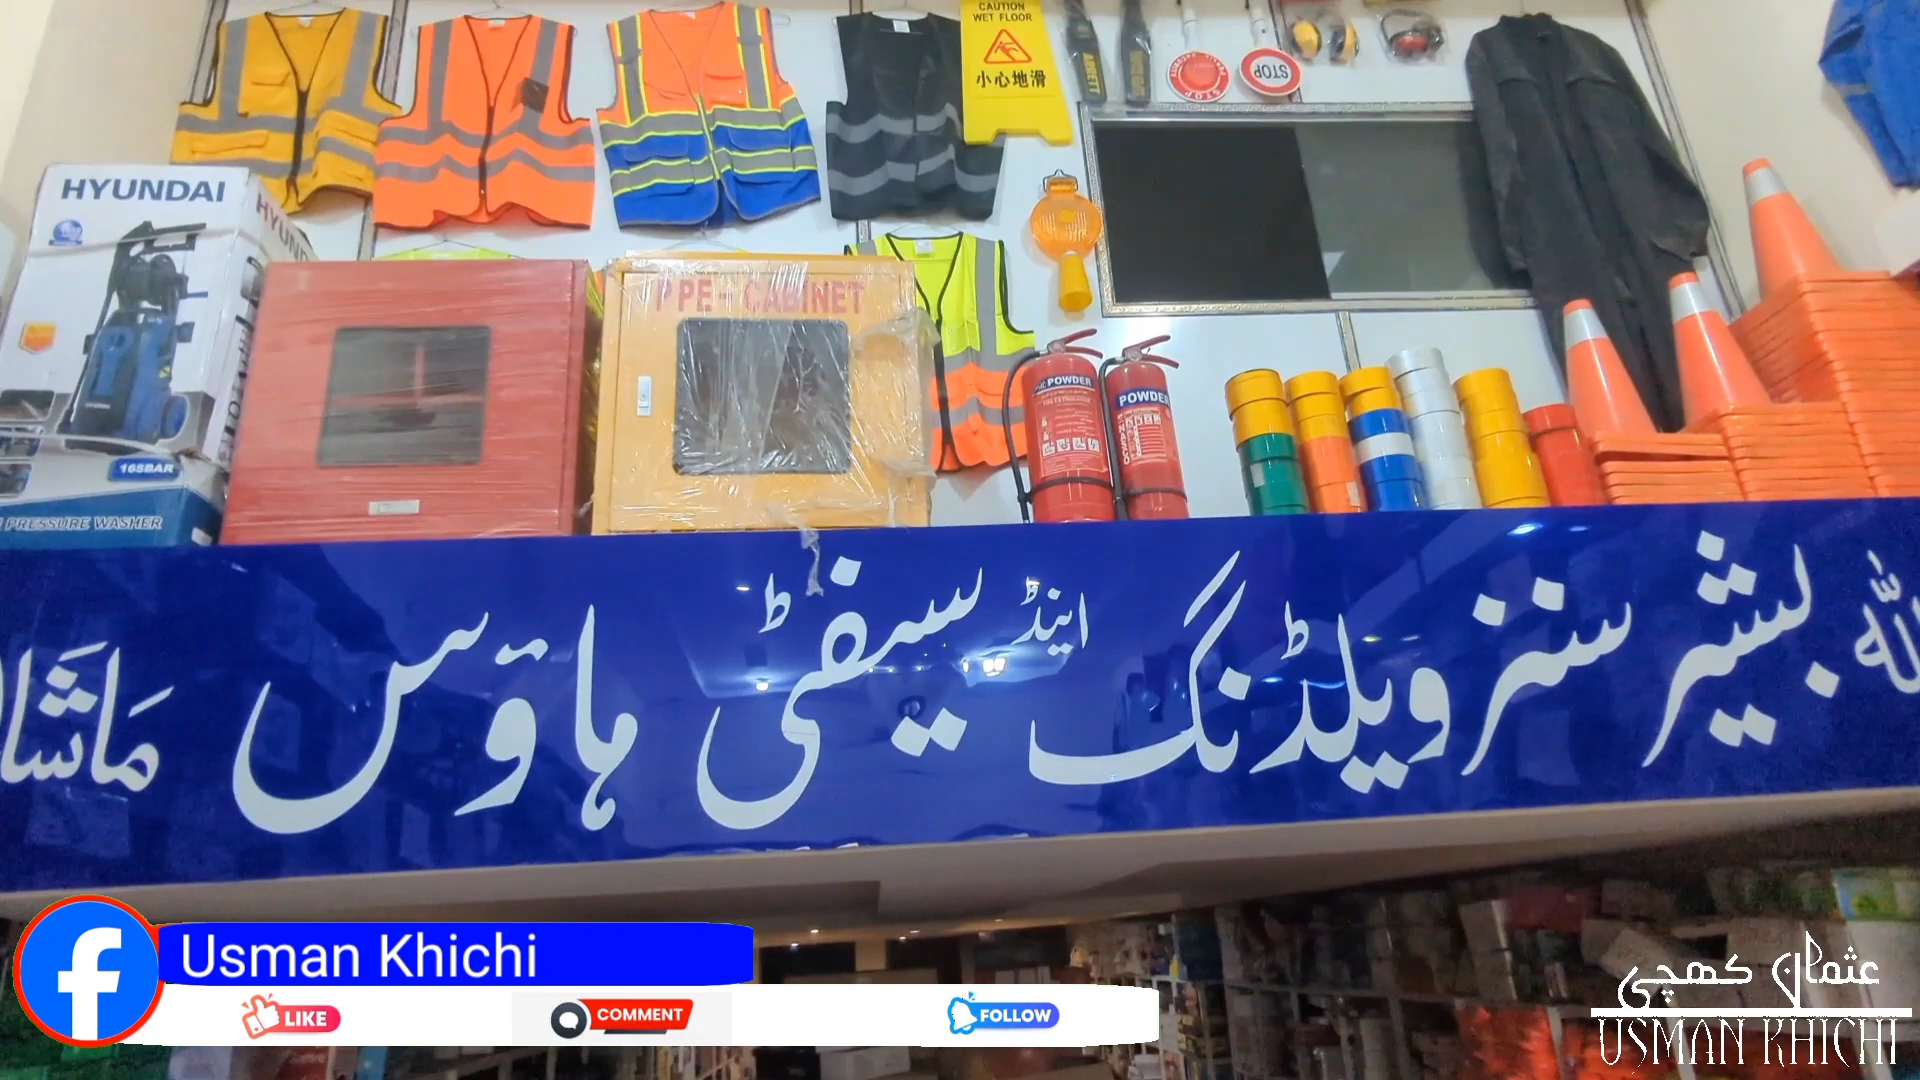 CAUTION
WET FLOOR
小心地滑
STOP
STOP
HYUNDAI
PPE - CABINET
POWDER
POWDER
165BAR
PRESSURE WASHER
بشیر سنز ویلڈنگ اینڈ سیفٹی ہاؤس
Usman Khichi
LIKE
COMMENT
FOLLOW
عثمان کھچی
USMAN KHICHI